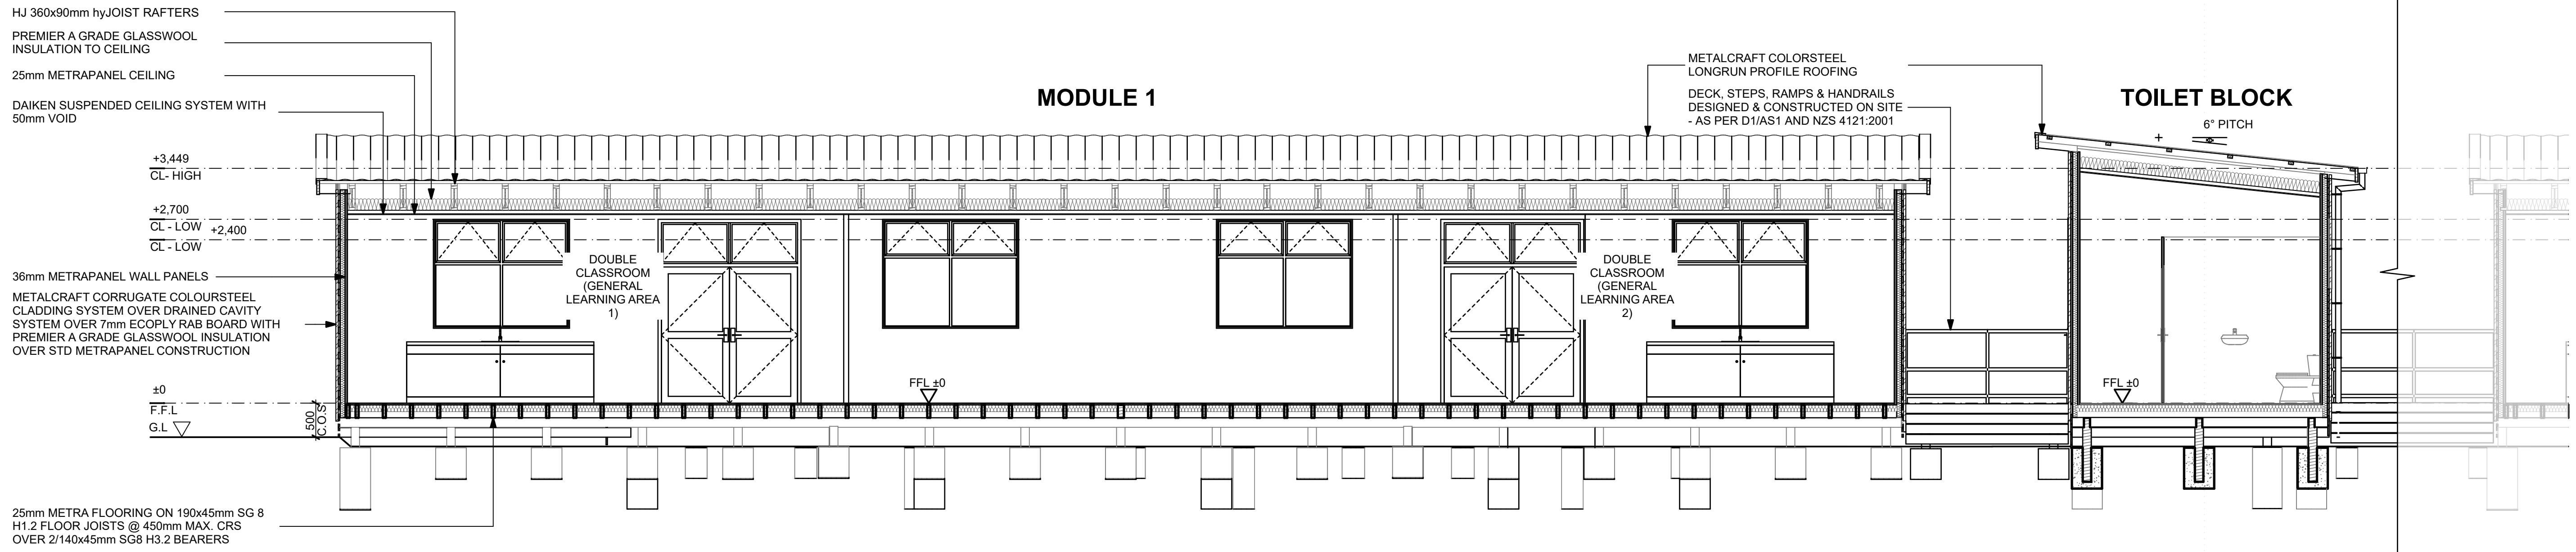 HJ 360x90mm hyJOIST RAFTERS
PREMIER A GRADE GLASSWOOL
INSULATION TO CEILING
25mm METRAPANEL CEILING
DAIKEN SUSPENDED CEILING SYSTEM WITH
50mm VOID
+3,449
CL- HIGH
+2,700
CL - LOW
+2,400
CL - LOW
36mm METRAPANEL WALL PANELS
METALCRAFT CORRUGATE COLOURSTEEL
CLADDING SYSTEM OVER DRAINED CAVITY
SYSTEM OVER 7mm ECOPLY RAB BOARD WITH
PREMIER A GRADE GLASSWOOL INSULATION
OVER STD METRAPANEL CONSTRUCTION
±0
F.F.L
G.L
500
C.O.S
25mm METRA FLOORING ON 190x45mm SG 8
H1.2 FLOOR JOISTS @ 450mm MAX. CRS
OVER 2/140x45mm SG8 H3.2 BEARERS
MODULE 1
DOUBLE
CLASSROOM
(GENERAL
LEARNING AREA
1)
FFL ±0
DOUBLE
CLASSROOM
(GENERAL
LEARNING AREA
2)
METALCRAFT COLORSTEEL
LONGRUN PROFILE ROOFING
DECK, STEPS, RAMPS & HANDRAILS
DESIGNED & CONSTRUCTED ON SITE
- AS PER D1/AS1 AND NZS 4121:2001
TOILET BLOCK
6° PITCH
FFL ±0